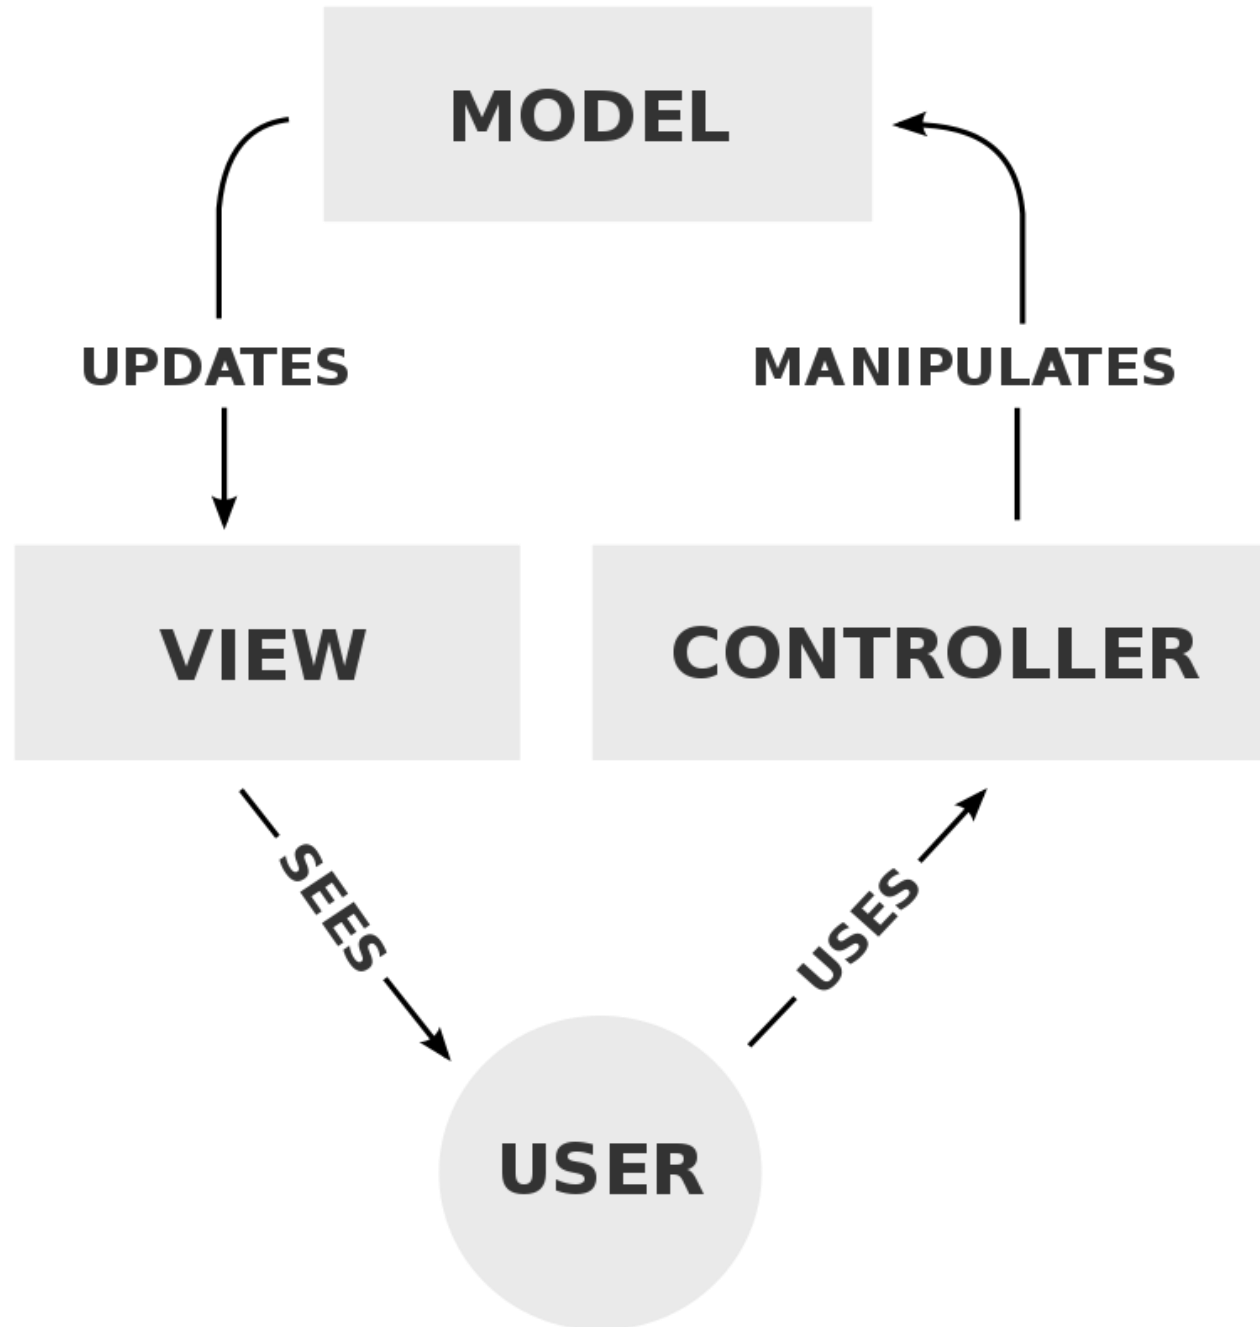 MODEL
UPDATES
MANIPULATES
VIEW
CONTROLLER
SEES
USES
USER